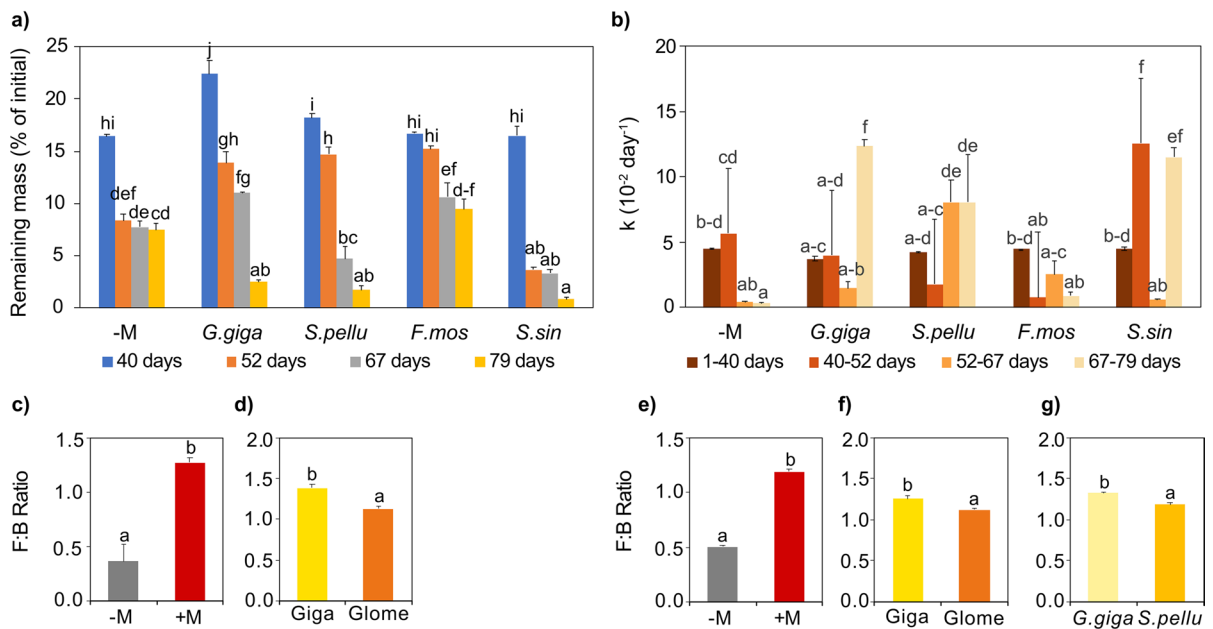 a)
Remaining mass (% of initial)
25
20
15
10
5
0
hi
def
de
cd
j
gh
fg
ab
i
h
bc
ab
hi
hi
ef
d-f
hi
ab
ab
a
-M
G.giga
S.pellu
F.mos
S.sin
40 days
52 days
67 days
79 days
b)
k (10-2 day-1)
20
15
10
5
0
b-d
cd
ab
a
a-c
a-d
a-b
f
a-d
a-c
de
de
b-d
ab
a-c
ab
b-d
f
ab
ef
-M
G.giga
S.pellu
F.mos
S.sin
1-40 days
40-52 days
52-67 days
67-79 days
c)
F:B Ratio
1.5
1.0
0.5
0.0
a
b
-M
+M
d)
2.0
1.5
1.0
0.5
0.0
b
a
Giga
Glome
e)
F:B Ratio
1.5
1.0
0.5
0.0
a
b
-M
+M
f)
2.0
1.5
1.0
0.5
0.0
b
a
Giga
Glome
g)
2.0
1.5
1.0
0.5
0.0
b
a
G.giga
S.pellu